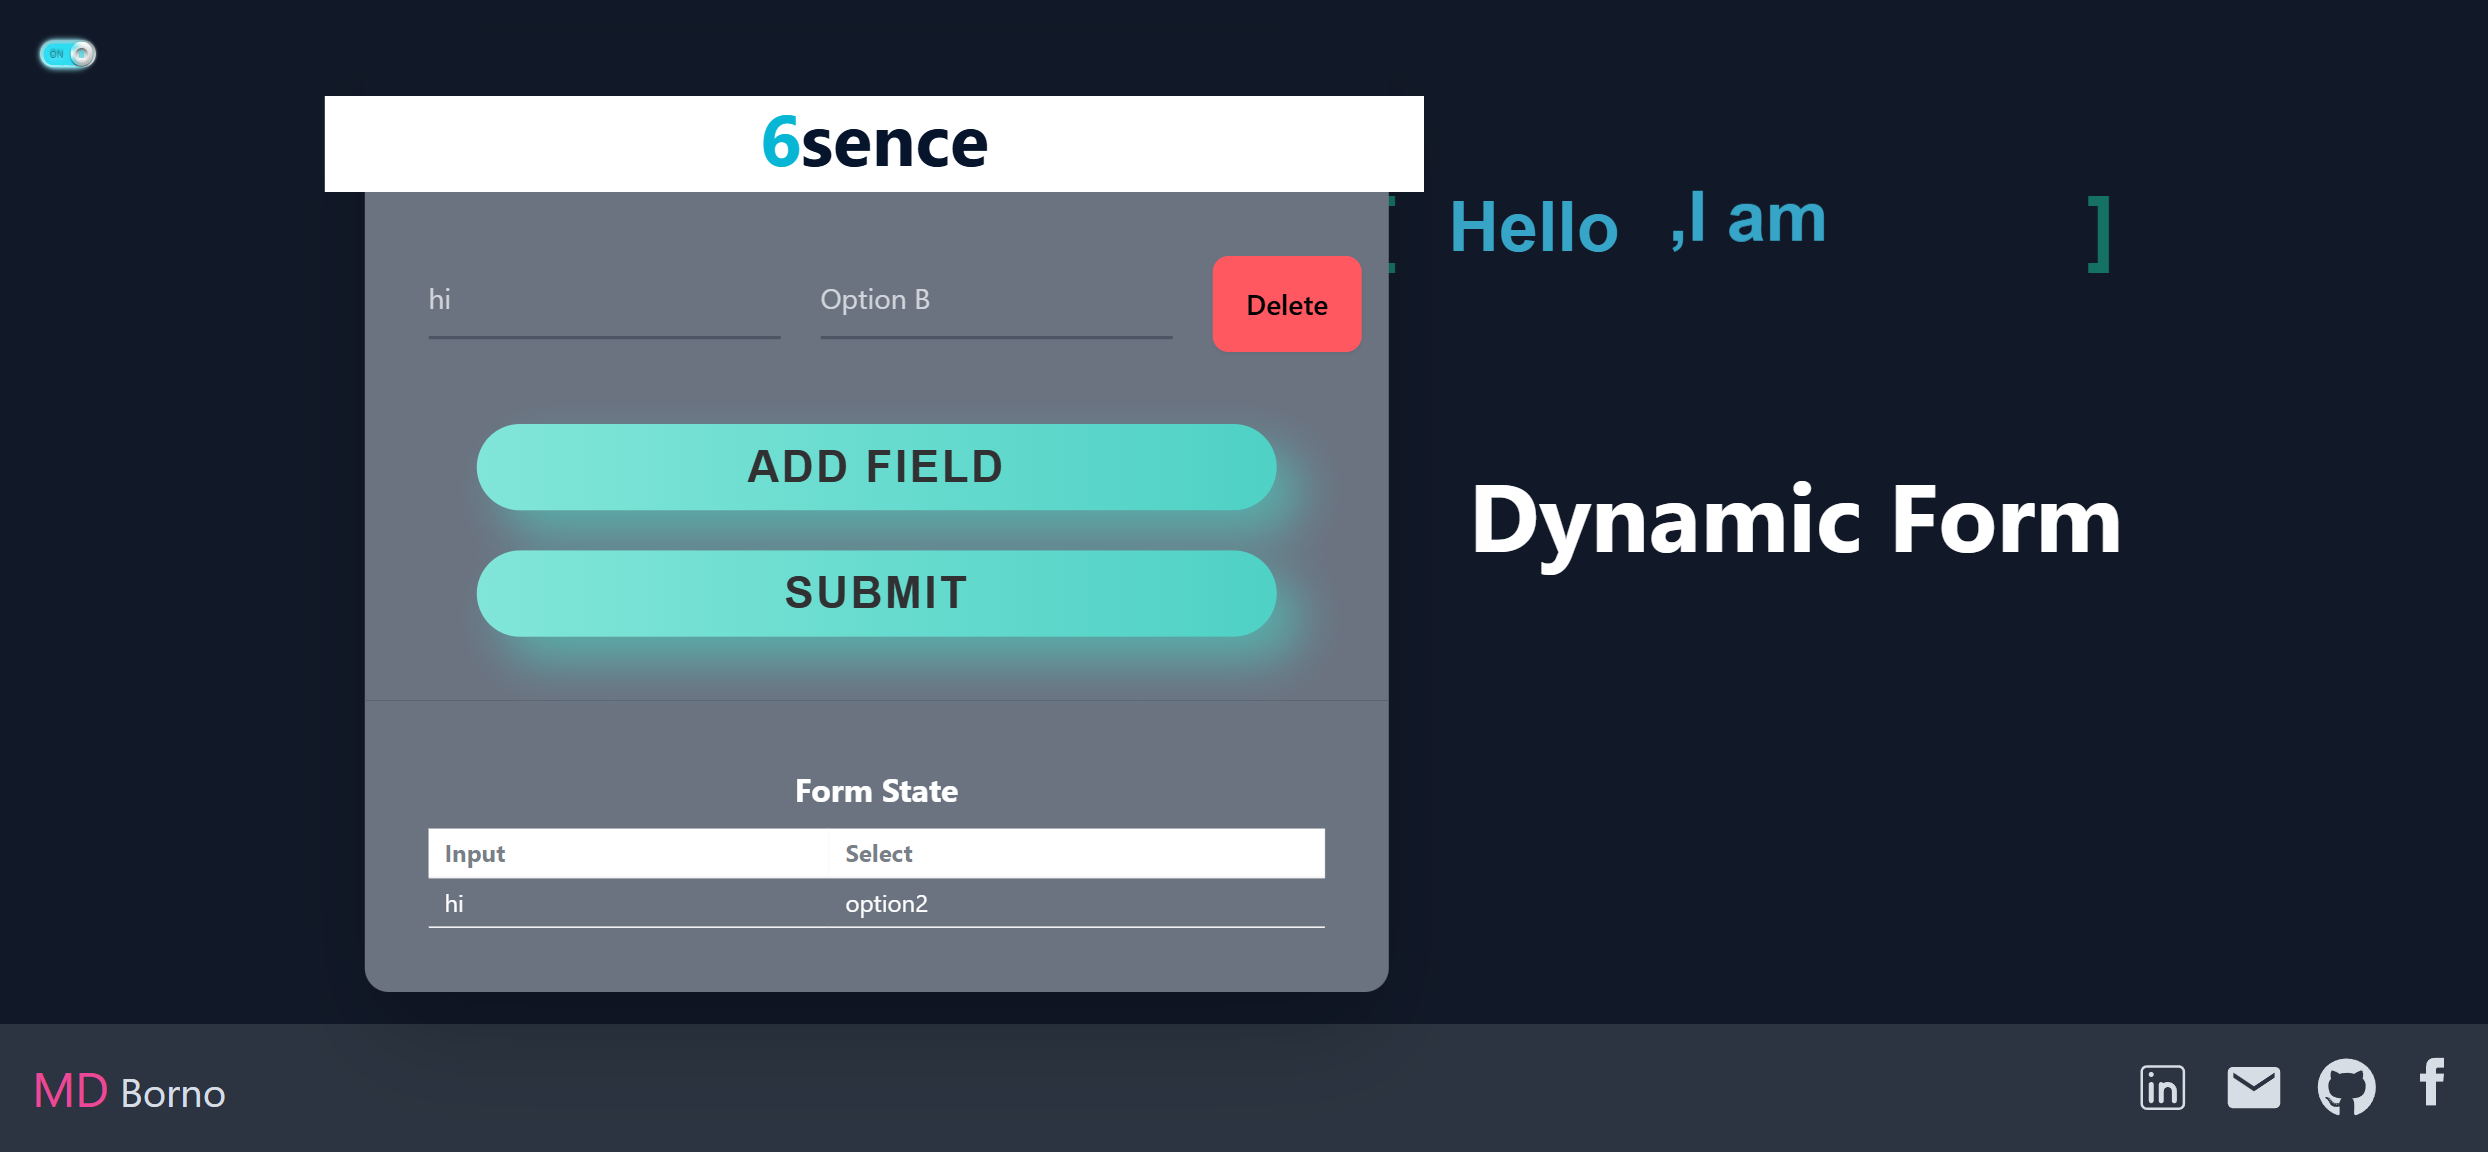 ON
6sence
[ Hello ,I am ]
hi Option B Delete
ADD FIELD
Dynamic Form
SUBMIT
Form State
Input Select
hi option2
MD Borno